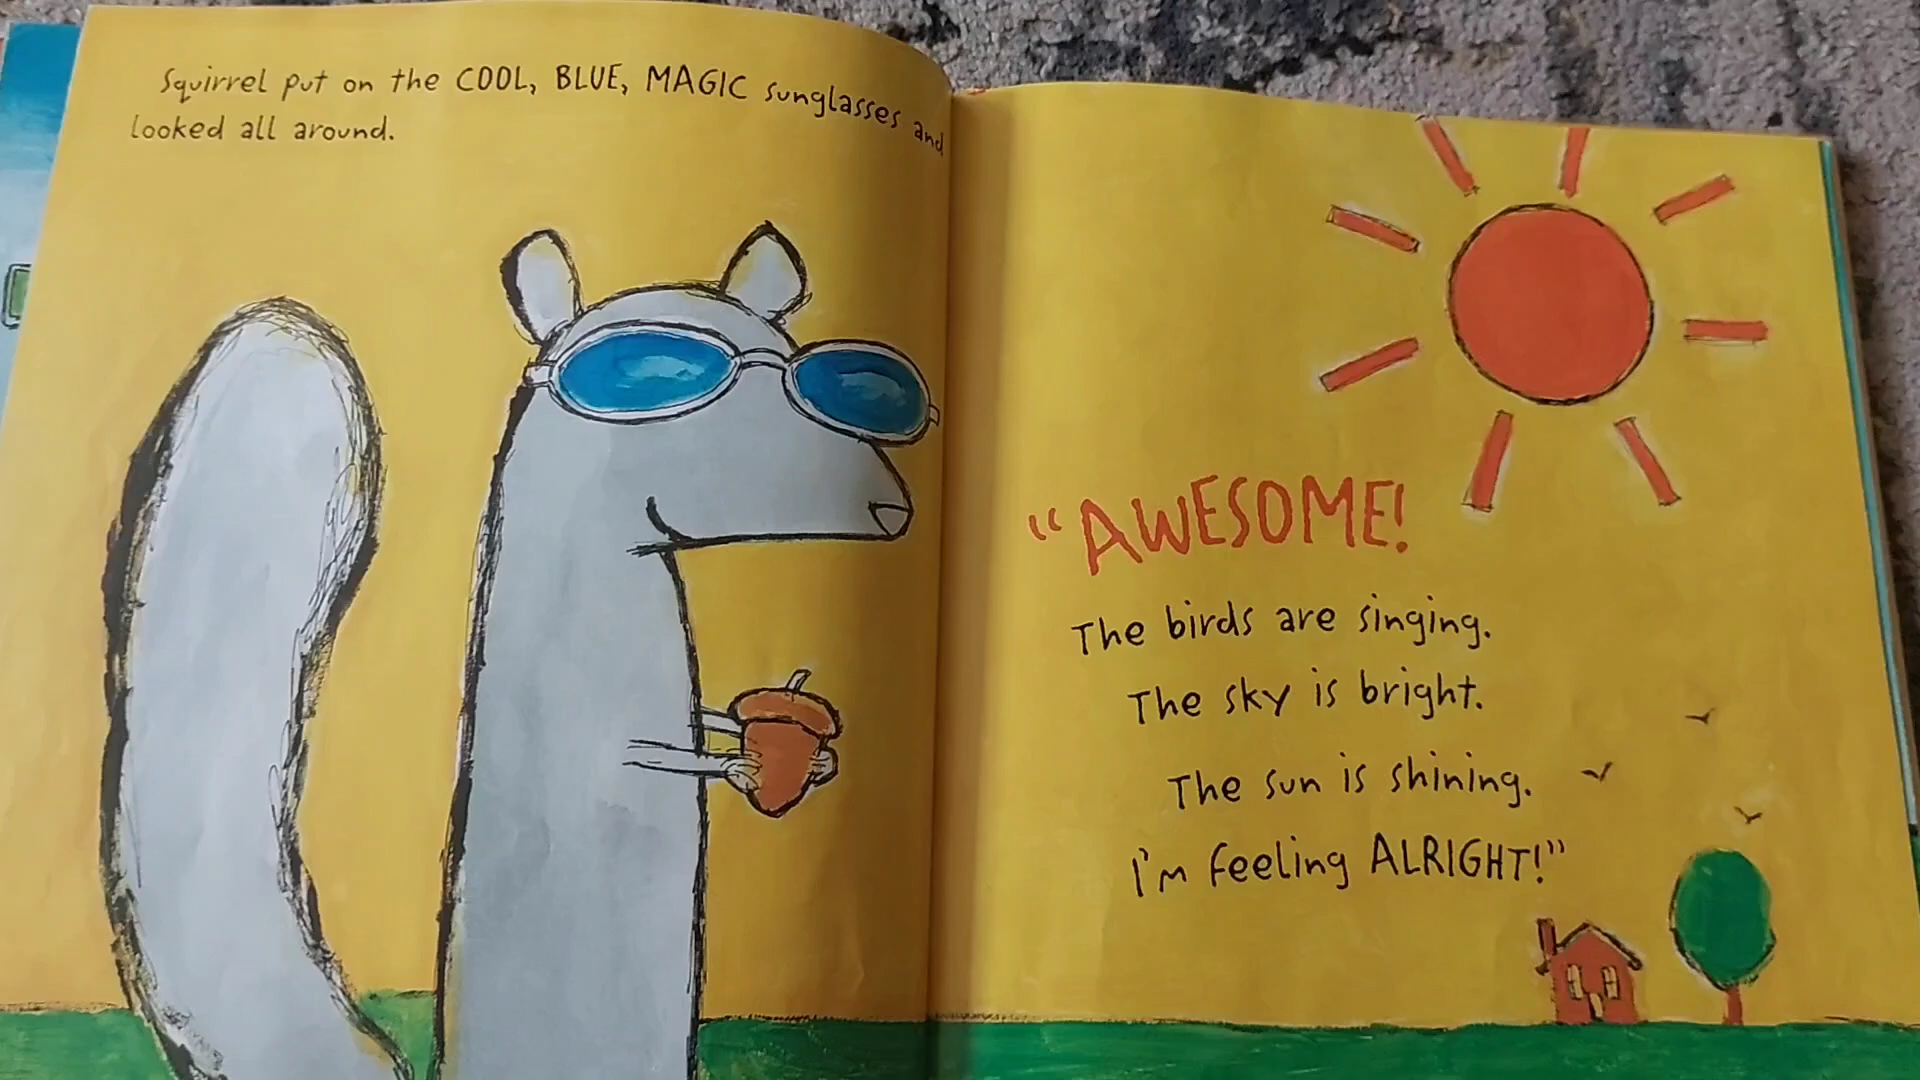 Squirrel put on the COOL, BLUE, MAGIC sunglasses and
looked all around.
"AWESOME!
The birds are singing.
The sky is bright.
The sun is shining.
I'm feeling ALRIGHT!"